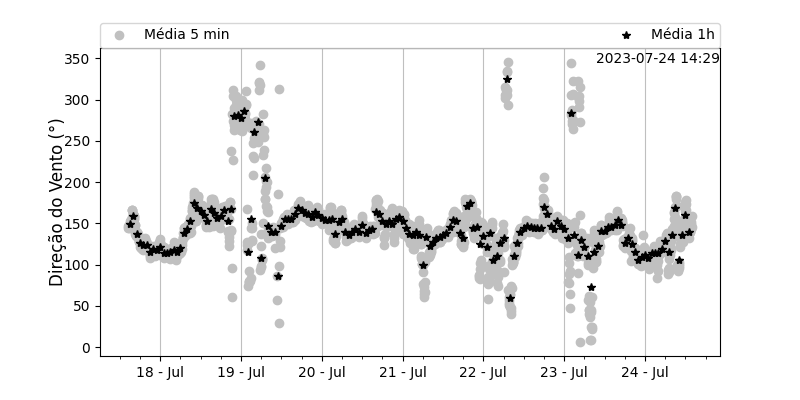 Média 5 min
Média 1h
2023-07-24 14:29
Direção do Vento (°)
350
300
250
200
150
100
50
0
18 - Jul
19 - Jul
20 - Jul
21 - Jul
22 - Jul
23 - Jul
24 - Jul